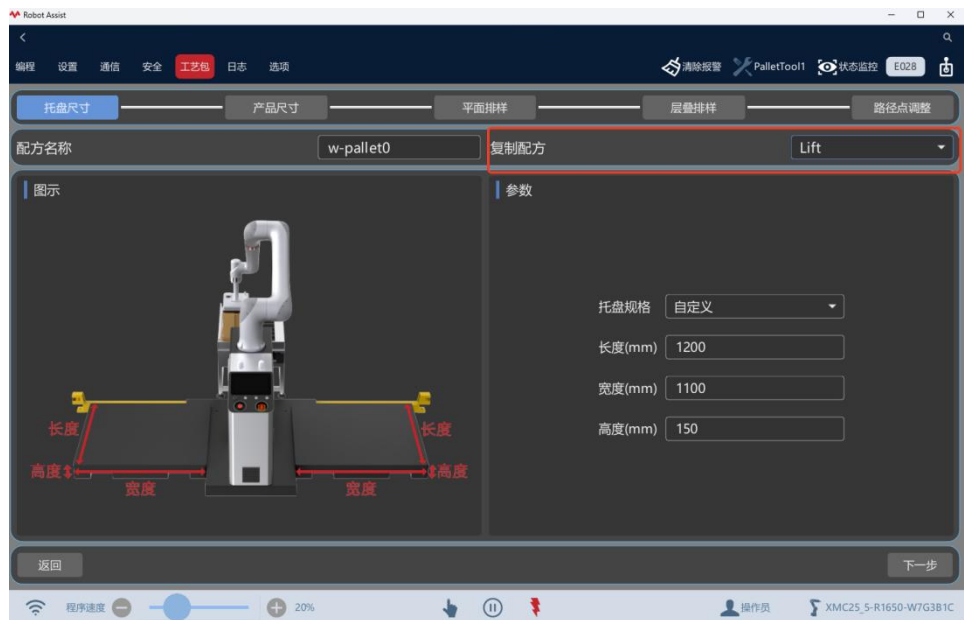 Robot Assist
编程 设置 通信 安全 工艺包 日志 选项 清除报警 PalletTool1 状态监控 E028
托盘尺寸 产品尺寸 平面排样 层叠排样 路径点调整
配方名称 w-pallet0 复制配方 Lift
图示 参数
托盘规格 自定义
长度(mm) 1200
宽度(mm) 1100
高度(mm) 150
长度 长度
高度 高度
宽度 宽度
返回 下一步
程序速度 20% 操作员 XMC25_5-R1650-W7G3B1C